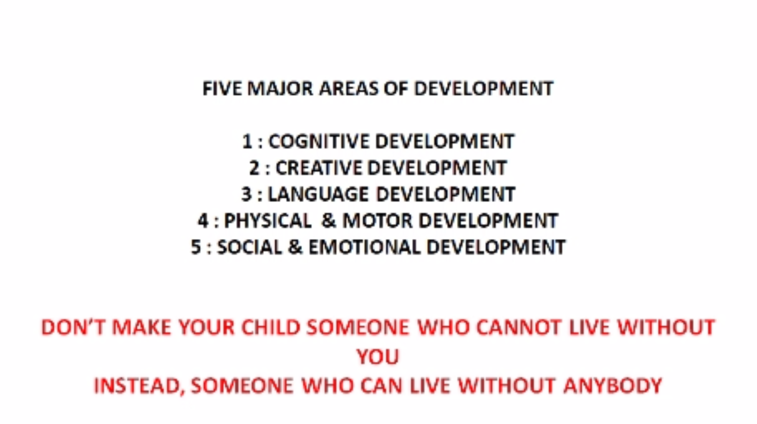 FIVE MAJOR AREAS OF DEVELOPMENT
1 : COGNITIVE DEVELOPMENT
2 : CREATIVE DEVELOPMENT
3 : LANGUAGE DEVELOPMENT
4 : PHYSICAL & MOTOR DEVELOPMENT
5 : SOCIAL & EMOTIONAL DEVELOPMENT
DON'T MAKE YOUR CHILD SOMEONE WHO CANNOT LIVE WITHOUT
YOU
INSTEAD, SOMEONE WHO CAN LIVE WITHOUT ANYBODY